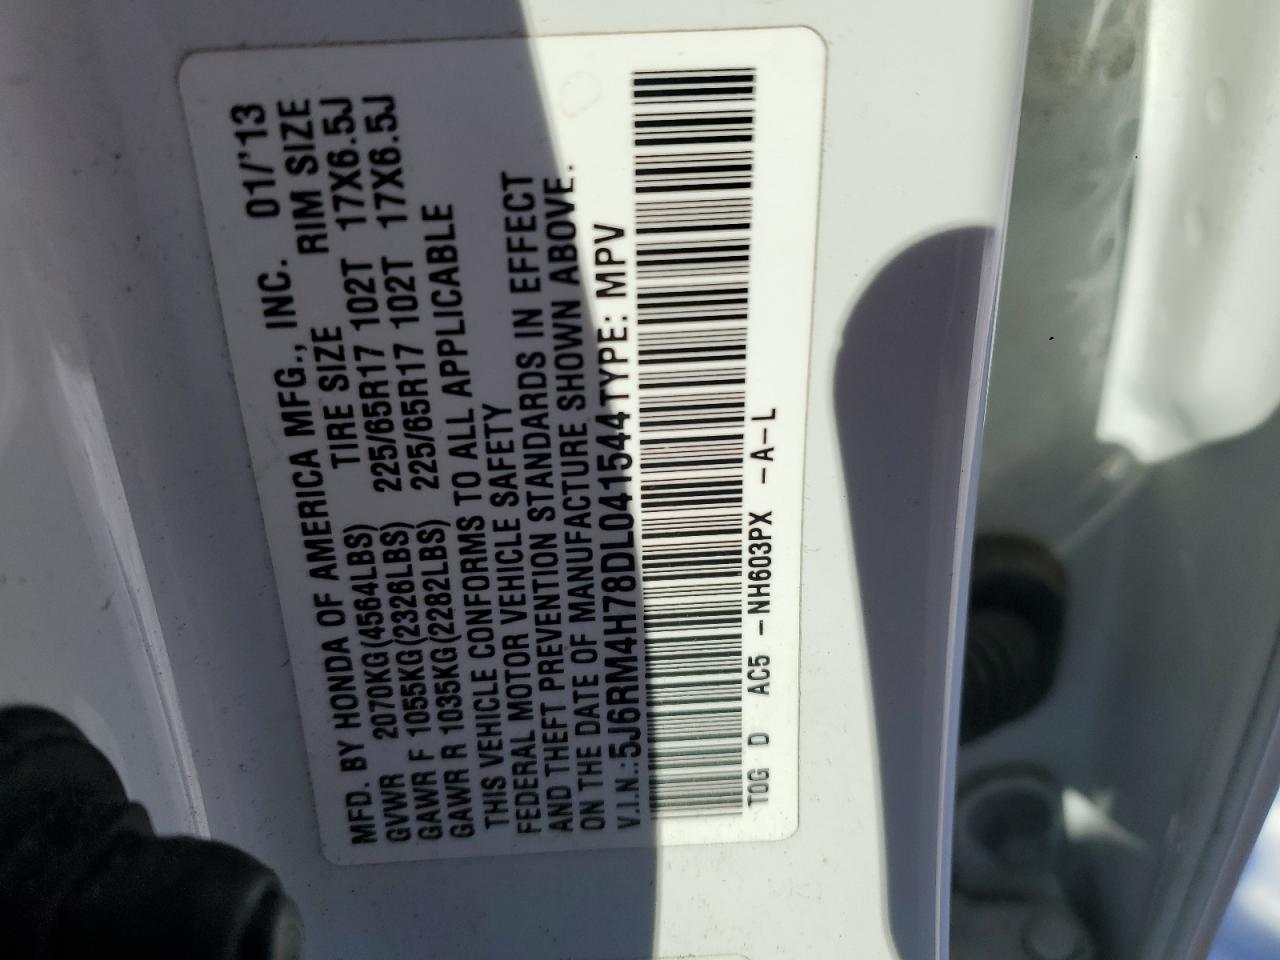 MFD. BY HONDA OF AMERICA MFG., INC. 01/'13
TIRE SIZE RIM SIZE
GVWR 2070KG(4564LBS)
GAWR F 1055KG(2326LBS) 225/65R17 102T 17X6.5J
GAWR R 1035KG(2282LBS) 225/65R17 102T 17X6.5J
THIS VEHICLE CONFORMS TO ALL APPLICABLE
FEDERAL MOTOR VEHICLE SAFETY
AND THEFT PREVENTION STANDARDS IN EFFECT
ON THE DATE OF MANUFACTURE SHOWN ABOVE.
V.I.N.:5J6RM4H78DL041544 TYPE: MPV
TOG D AC5 -NH603PX -A-L